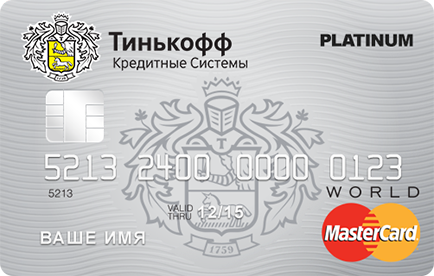 Тинькофф
Кредитные Системы
PLATINUM
5213 2400 0000 0123
5213
WORLD
VALID THRU 12/15
ВАШЕ ИМЯ
MasterCard
1759